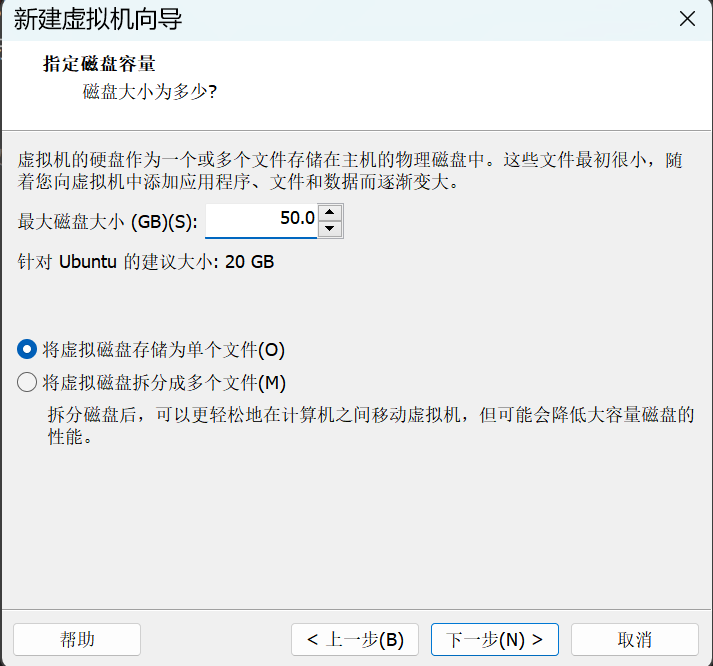 新建虚拟机向导
指定磁盘容量
磁盘大小为多少?
虚拟机的硬盘作为一个或多个文件存储在主机的物理磁盘中。这些文件最初很小，随
着您向虚拟机中添加应用程序、文件和数据而逐渐变大。
最大磁盘大小 (GB)(S): 50.0
针对 Ubuntu 的建议大小: 20 GB
将虚拟磁盘存储为单个文件(O)
将虚拟磁盘拆分成多个文件(M)
拆分磁盘后，可以更轻松地在计算机之间移动虚拟机，但可能会降低大容量磁盘的
性能。
帮助 < 上一步(B) 下一步(N) > 取消